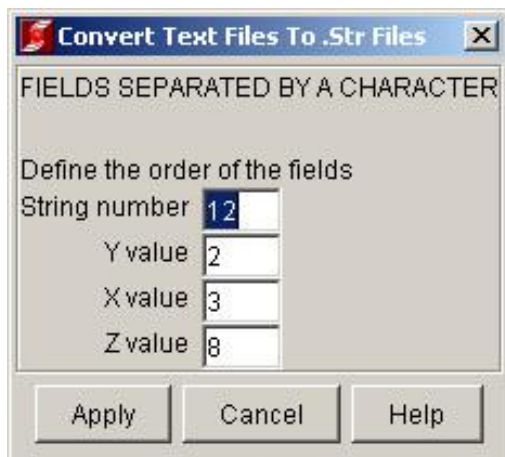 Convert Text Files To .Str Files
FIELDS SEPARATED BY A CHARACTER
Define the order of the fields
String number 12
Y value 2
X value 3
Z value 8
Apply Cancel Help